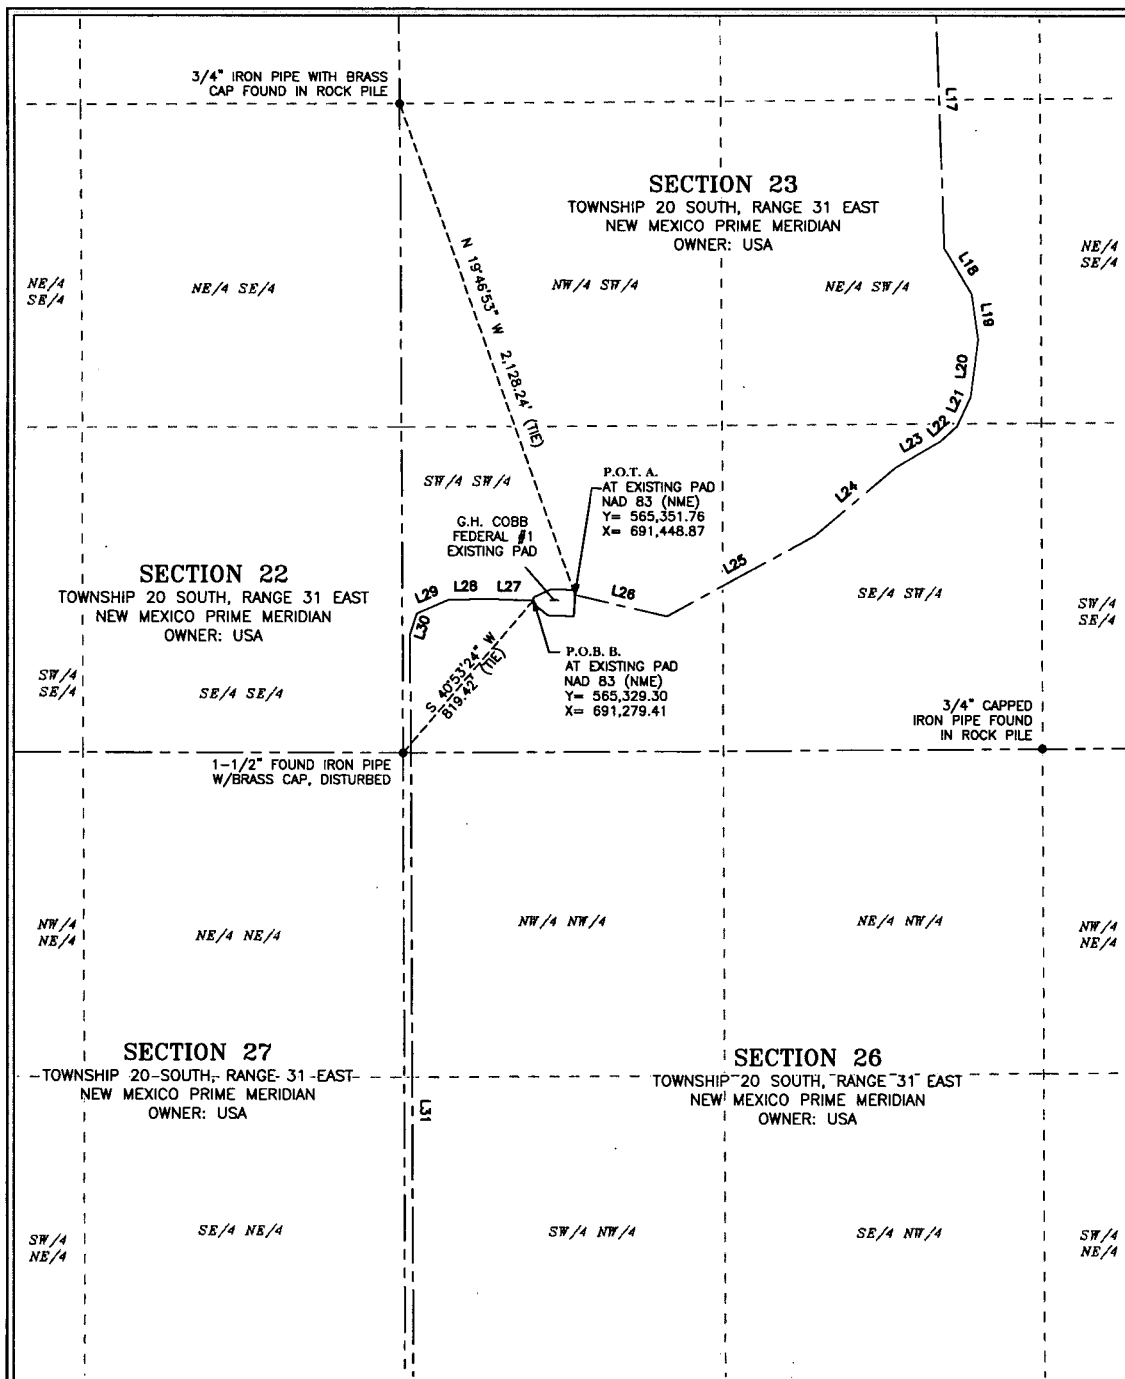 3/4" IRON PIPE WITH BRASS
CAP FOUND IN ROCK PILE
L17
SECTION 23
TOWNSHIP 20 SOUTH, RANGE 31 EAST
NEW MEXICO PRIME MERIDIAN
OWNER: USA
N 19°46'53" W 2,128.24' (TIE)
L18
NE/4
SE/4
NE/4
SE/4
NE/4 SE/4
NW/4 SW/4
NE/4 SW/4
L19
L20
L21
L22
L23
L24
SW/4 SW/4
P.O.T. A.
AT EXISTING PAD
NAD 83 (NME)
Y= 565,351.76
X= 691,448.87
G.H. COBB
FEDERAL #1
EXISTING PAD
SECTION 22
TOWNSHIP 20 SOUTH, RANGE 31 EAST
NEW MEXICO PRIME MERIDIAN
OWNER: USA
L30
L29
L28
L27
L26
L25
SE/4 SW/4
SW/4
SE/4
S 40°53'24" W
819.42' (TIE)
P.O.B. B.
AT EXISTING PAD
NAD 83 (NME)
Y= 565,329.30
X= 691,279.41
SW/4
SE/4
SE/4 SE/4
3/4" CAPPED
IRON PIPE FOUND
IN ROCK PILE
1-1/2" FOUND IRON PIPE
W/BRASS CAP, DISTURBED
NW/4
NE/4
NE/4 NE/4
NW/4 NW/4
NE/4 NW/4
NW/4
NE/4
SECTION 27
TOWNSHIP 20 SOUTH, RANGE 31 EAST
NEW MEXICO PRIME MERIDIAN
OWNER: USA
L31
SECTION 26
TOWNSHIP 20 SOUTH, RANGE 31 EAST
NEW MEXICO PRIME MERIDIAN
OWNER: USA
SW/4
NE/4
SE/4 NE/4
SW/4 NW/4
SE/4 NW/4
SW/4
NE/4